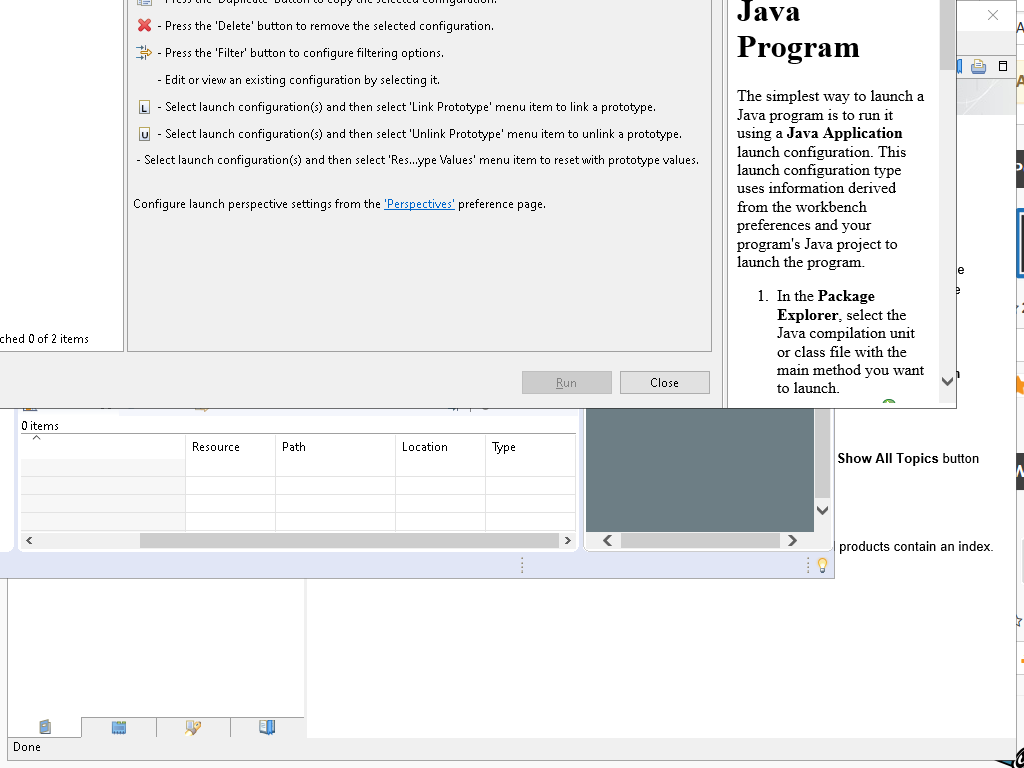 - Press the 'Duplicate' button to copy the selected configuration.
- Press the 'Delete' button to remove the selected configuration.
- Press the 'Filter' button to configure filtering options.
- Edit or view an existing configuration by selecting it.
L - Select launch configuration(s) and then select 'Link Prototype' menu item to link a prototype.
U - Select launch configuration(s) and then select 'Unlink Prototype' menu item to unlink a prototype.
- Select launch configuration(s) and then select 'Res...ype Values' menu item to reset with prototype values.
Configure launch perspective settings from the 'Perspectives' preference page.
ched 0 of 2 items
Run
Close
Java
Program
The simplest way to launch a
Java program is to run it
using a Java Application
launch configuration. This
launch configuration type
uses information derived
from the workbench
preferences and your
program's Java project to
launch the program.
1. In the Package
Explorer, select the
Java compilation unit
or class file with the
main method you want
to launch.
0 items
Resource
Path
Location
Type
Show All Topics button
products contain an index.
Done